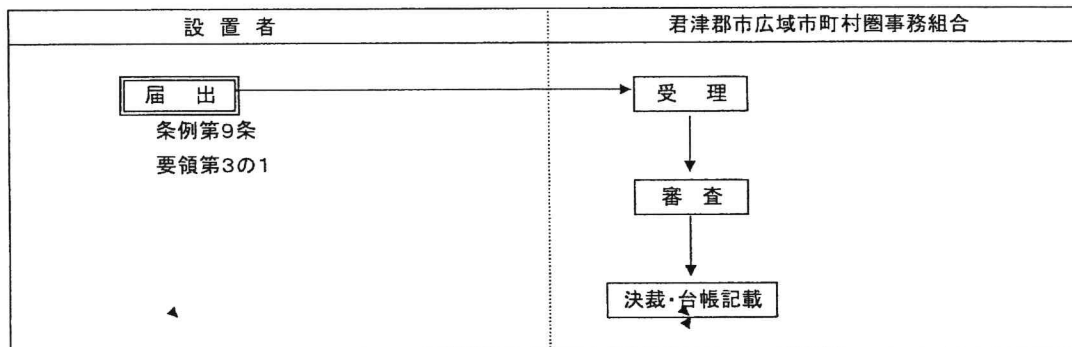 設置者
君津郡市広域市町村圏事務組合
届出
受理
条例第9条
要領第3の1
審査
決裁・台帳記載